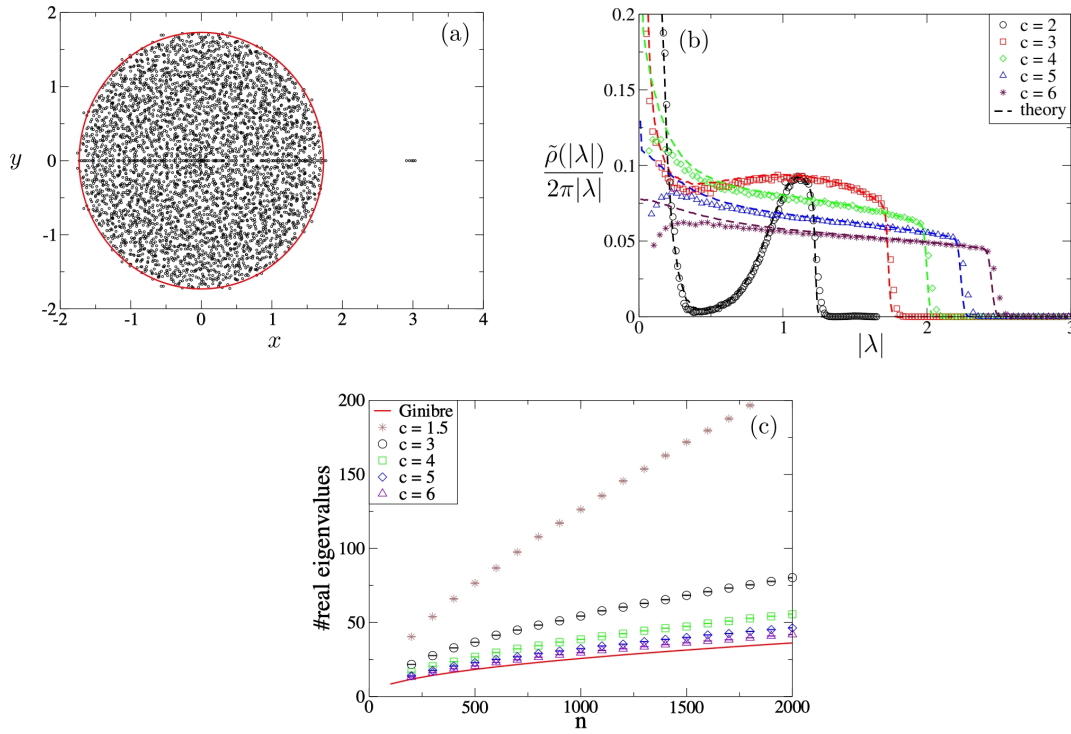 (a)
2
1
0
-1
-2
y
-2 -1 0 1 2 3 4
x
(b)
0.2
0.15
0.1
0.05
0
ρ̃(|λ|)
2π|λ|
c = 2
c = 3
c = 4
c = 5
c = 6
theory
0 1 2 3
|λ|
(c)
200
150
100
50
0
#real eigenvalues
Ginibre
c = 1.5
c = 3
c = 4
c = 5
c = 6
0 500 1000 1500 2000
n